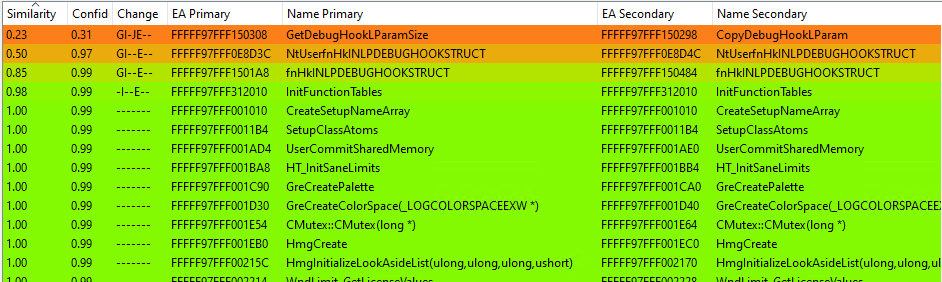 Similarity Confid Change EA Primary Name Primary EA Secondary Name Secondary
0.23 0.31 GI-JE-- FFFFF97FFF150308 GetDebugHookLParamSize FFFFF97FFF150298 CopyDebugHookLParam
0.50 0.97 GI--E-- FFFFF97FFF0E8D3C NtUserfnHkINLPDEBUGHOOKSTRUCT FFFFF97FFF0E8D4C NtUserfnHkINLPDEBUGHOOKSTRUCT
0.85 0.99 GI--E-- FFFFF97FFF1501A8 fnHkINLPDEBUGHOOKSTRUCT FFFFF97FFF150484 fnHkINLPDEBUGHOOKSTRUCT
0.98 0.99 -I--E-- FFFFF97FFF312010 InitFunctionTables FFFFF97FFF312010 InitFunctionTables
1.00 0.99 ------- FFFFF97FFF001010 CreateSetupNameArray FFFFF97FFF001010 CreateSetupNameArray
1.00 0.99 ------- FFFFF97FFF0011B4 SetupClassAtoms FFFFF97FFF0011B4 SetupClassAtoms
1.00 0.99 ------- FFFFF97FFF001AD4 UserCommitSharedMemory FFFFF97FFF001AE0 UserCommitSharedMemory
1.00 0.99 ------- FFFFF97FFF001BA8 HT_InitSaneLimits FFFFF97FFF001BB4 HT_InitSaneLimits
1.00 0.99 ------- FFFFF97FFF001C90 GreCreatePalette FFFFF97FFF001CA0 GreCreatePalette
1.00 0.99 ------- FFFFF97FFF001D30 GreCreateColorSpace(_LOGCOLORSPACEEXW *) FFFFF97FFF001D40 GreCreateColorSpace(_LOGCOLORSPACEEX
1.00 0.99 ------- FFFFF97FFF001E54 CMutex::CMutex(long *) FFFFF97FFF001E64 CMutex::CMutex(long *)
1.00 0.99 ------- FFFFF97FFF001EB0 HmgCreate FFFFF97FFF001EC0 HmgCreate
1.00 0.99 ------- FFFFF97FFF00215C HmgInitializeLookAsideList(ulong,ulong,ulong,ushort) FFFFF97FFF002170 HmgInitializeLookAsideList(ulong,ulong,ul
1.00 0.99 FFFFF97FFF002214 FFFFF97FFF002228